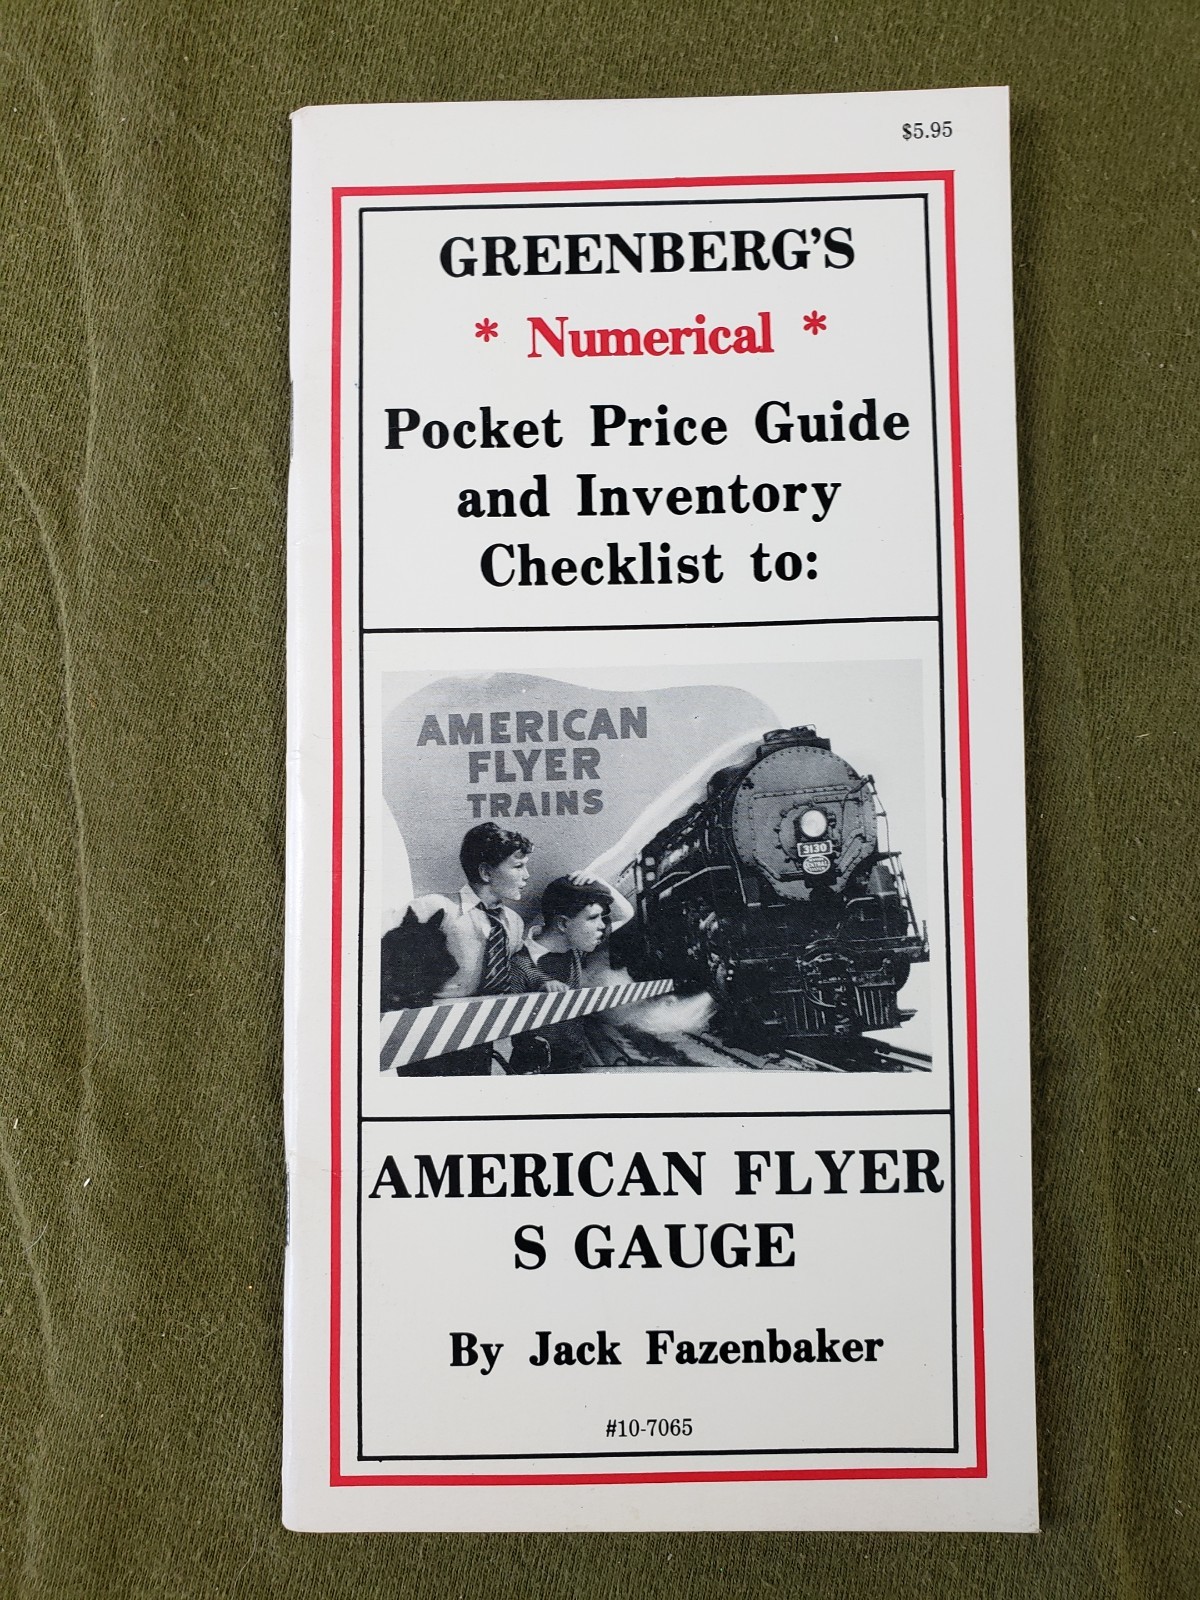 $5.95
GREENBERG'S
* Numerical *
Pocket Price Guide
and Inventory
Checklist to:
AMERICAN
FLYER
TRAINS
3130
CENTRAL
AMERICAN FLYER
S GAUGE
By Jack Fazenbaker
#10-7065